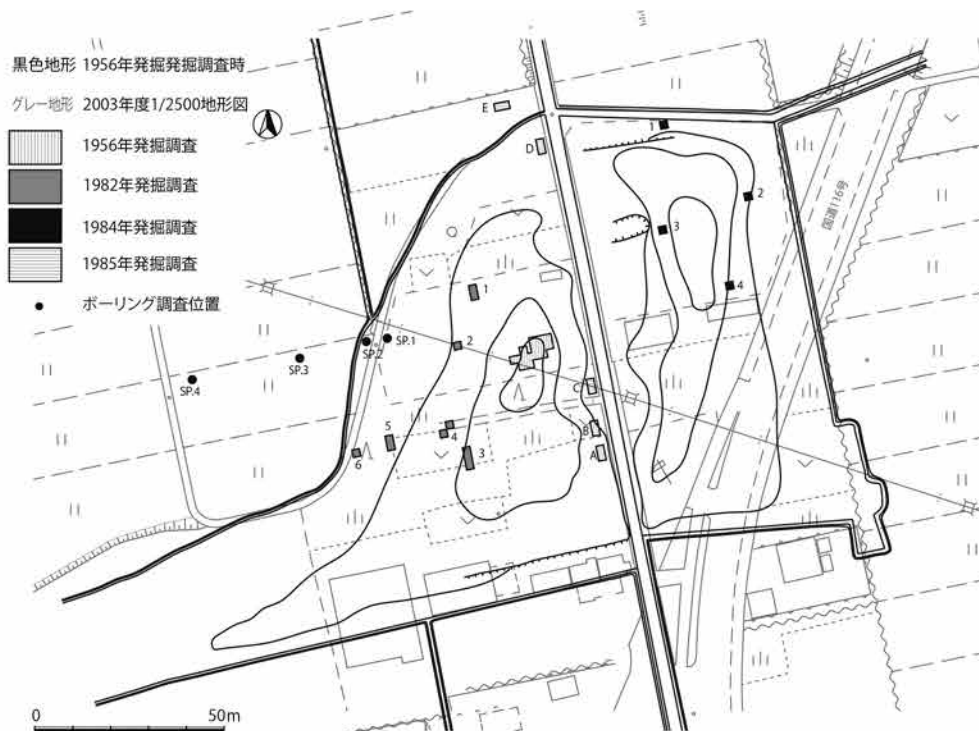 黒色地形 1956年発掘発掘調査時
グレー地形 2003年度1/2500地形図
1956年発掘調査
1982年発掘調査
1984年発掘調査
1985年発掘調査
ボーリング調査位置
E
D
1
2
3
4
国道116号
1
2
SP.1
SP.2
SP.3
SP.4
C
B
A
5
4
3
6
0
50m